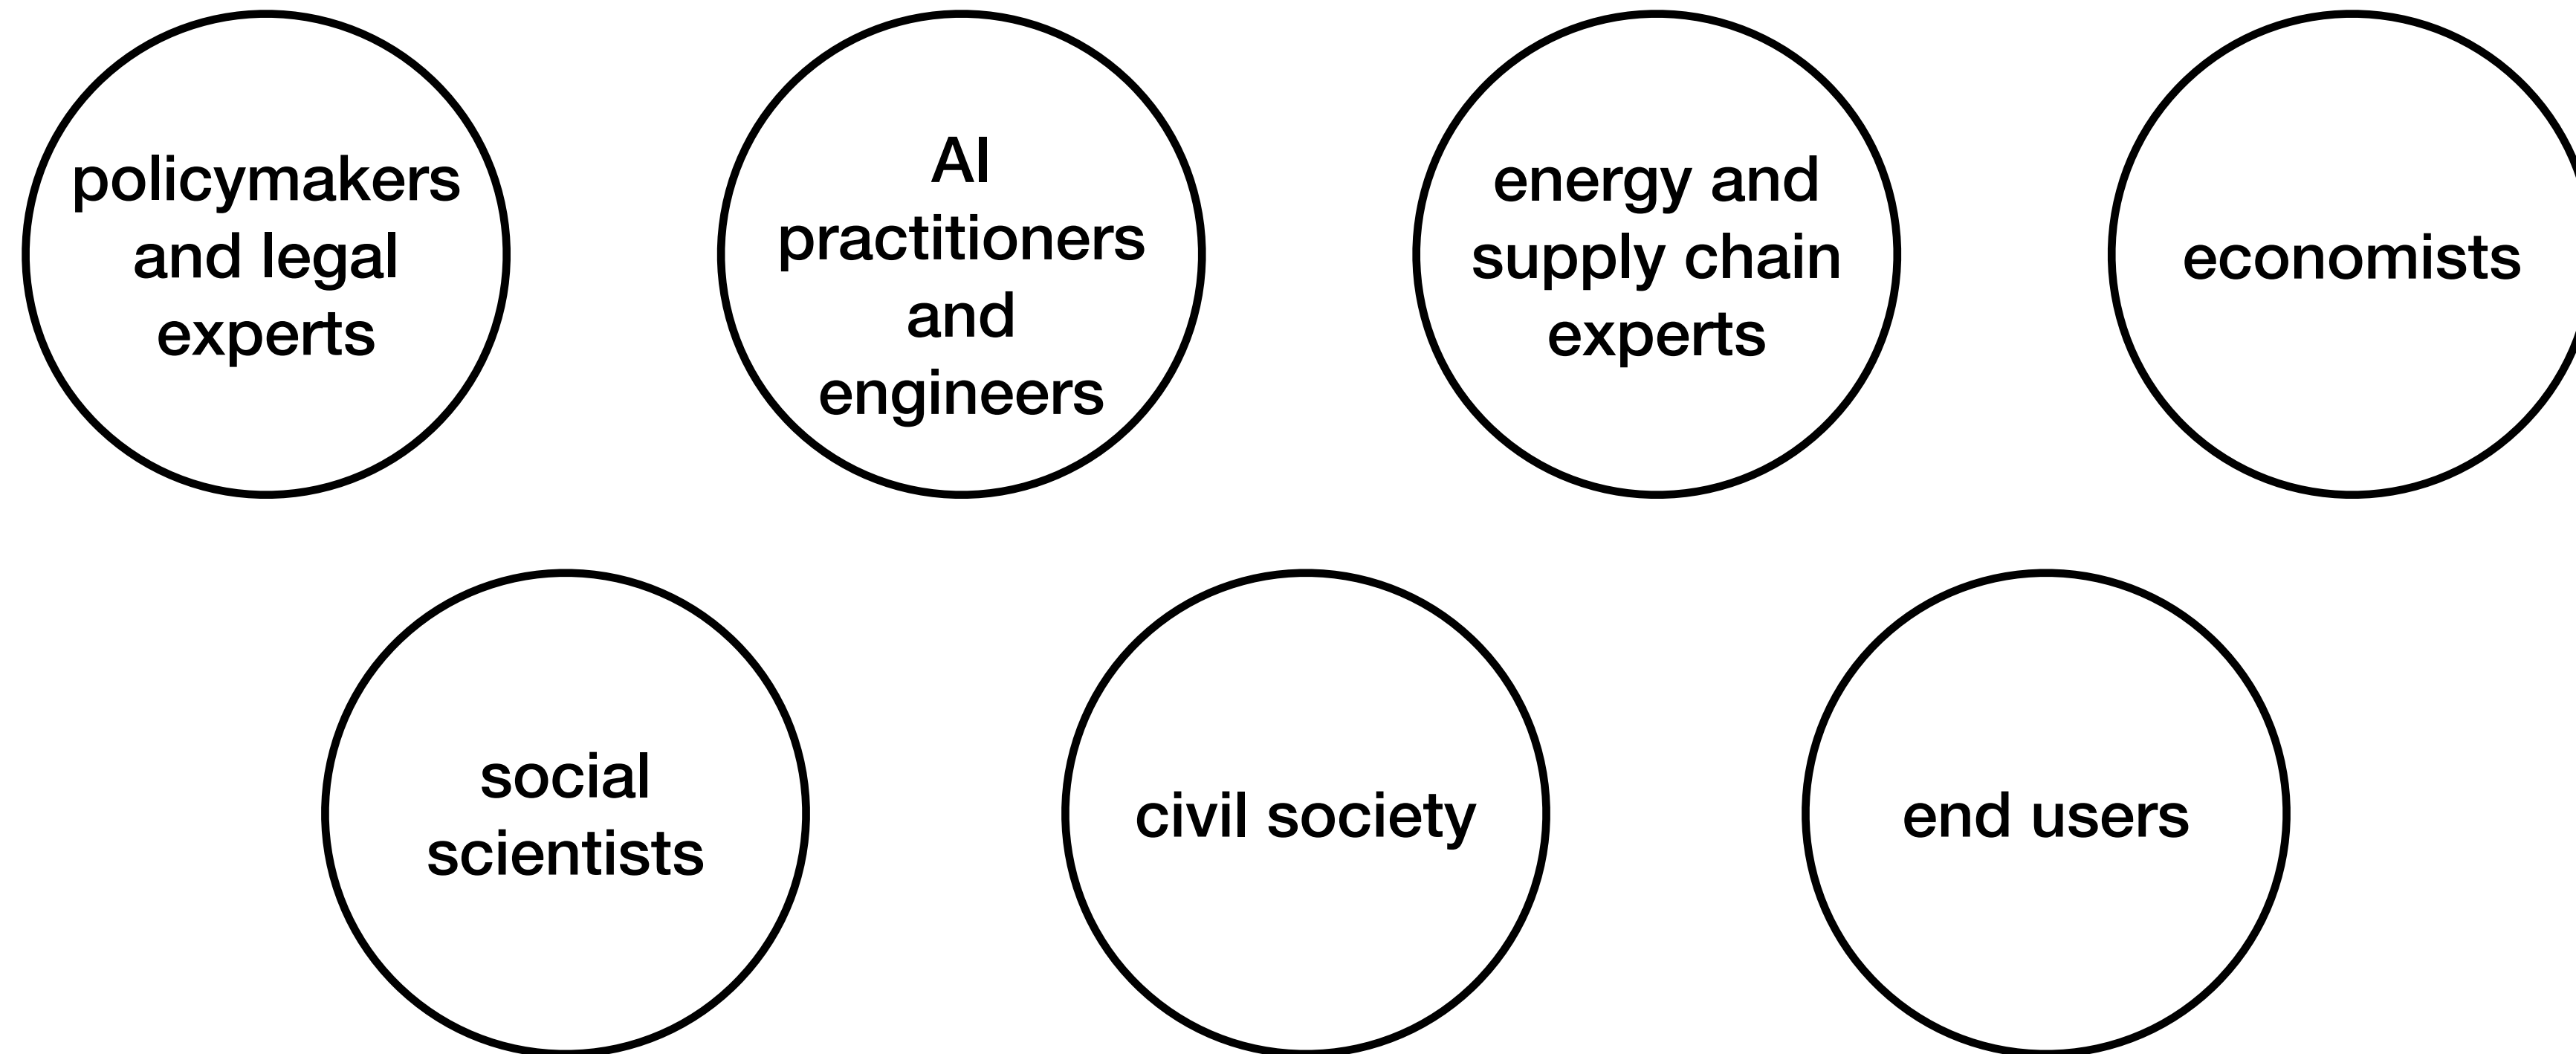 policymakers
and legal
experts
AI
practitioners
and
engineers
energy and
supply chain
experts
economists
social
scientists
civil society
end users